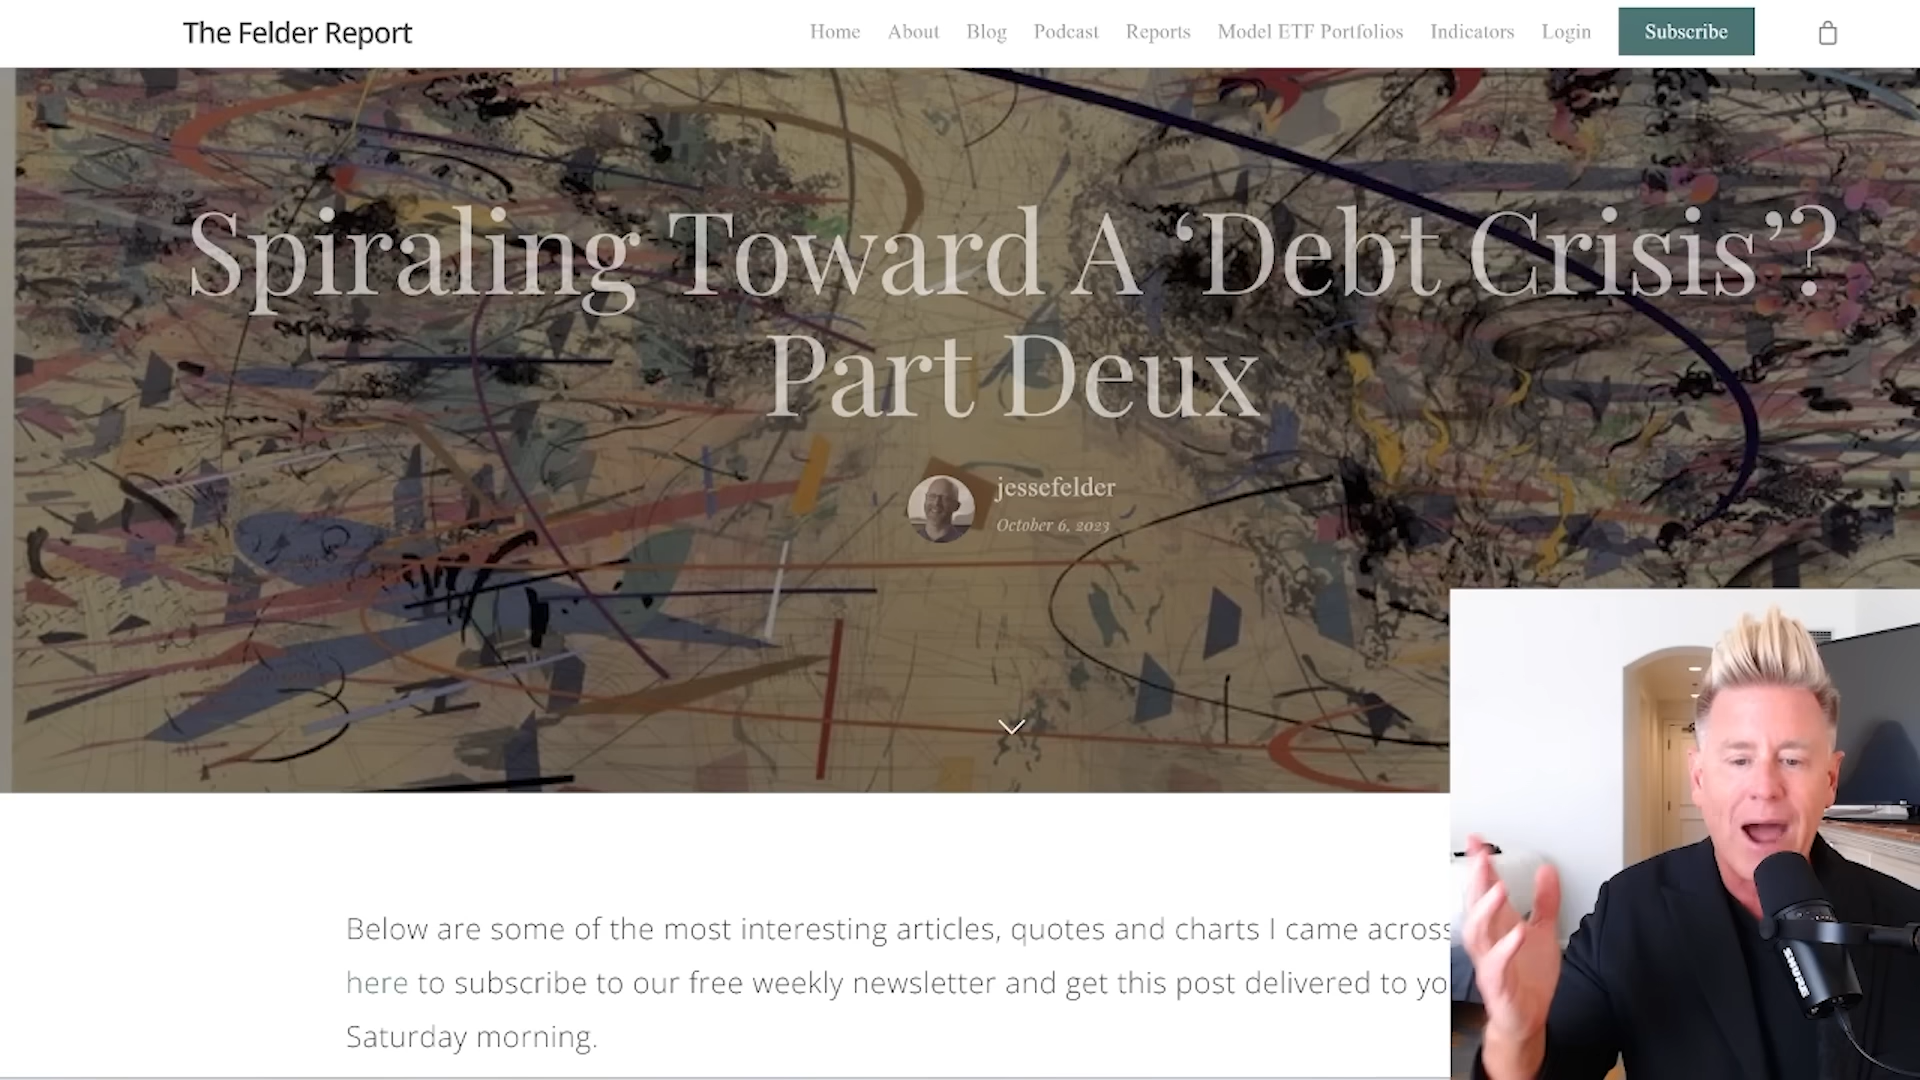 The Felder Report
Home About Blog Podcast Reports Model ETF Portfolios Indicators Login Subscribe
Spiraling Toward A ‘Debt Crisis’?
Part Deux
jessefelder
October 6, 2023
Below are some of the most interesting articles, quotes and charts I came across
here to subscribe to our free weekly newsletter and get this post delivered to yo
Saturday morning.
SHURE